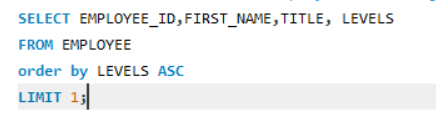 SELECT EMPLOYEE_ID,FIRST_NAME,TITLE, LEVELS
FROM EMPLOYEE
order by LEVELS ASC
LIMIT 1;